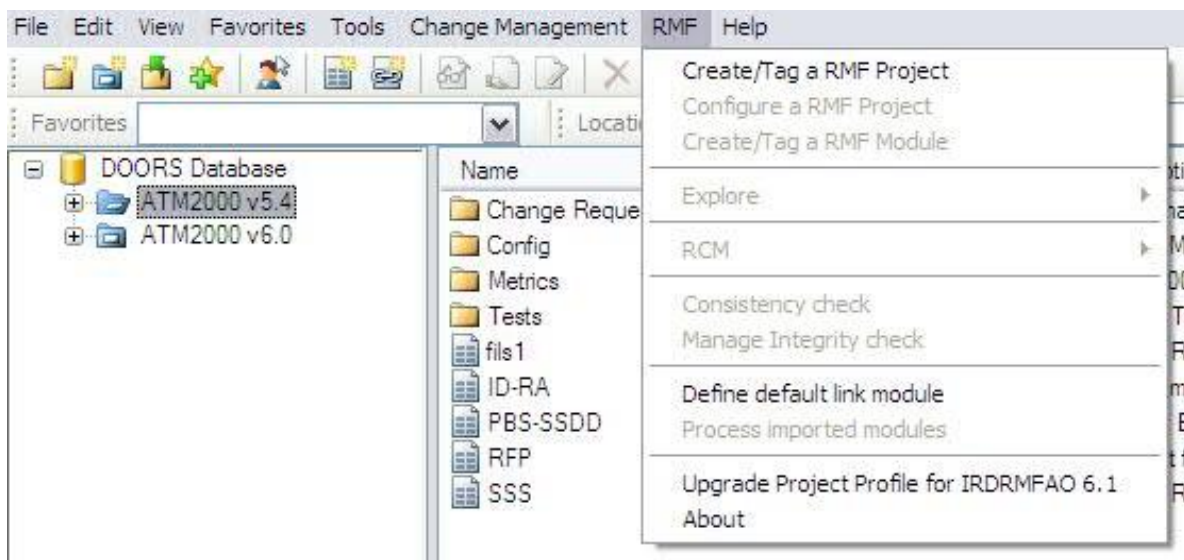 File Edit View Favorites Tools Change Management RMF Help
Favorites
DOORS Database
ATM2000 v5.4
ATM2000 v6.0
Name
Change
Config
Metrics
Tests
fils1
ID-RA
PBS-SSDD
RFP
SSS
Create/Tag a RMF Project
Configure a RMF Project
Create/Tag a RMF Module
Explore
RCM
Consistency check
Manage Integrity check
Define default link module
Process imported modules
Upgrade Project Profile for IRDRMFAO 6.1
About